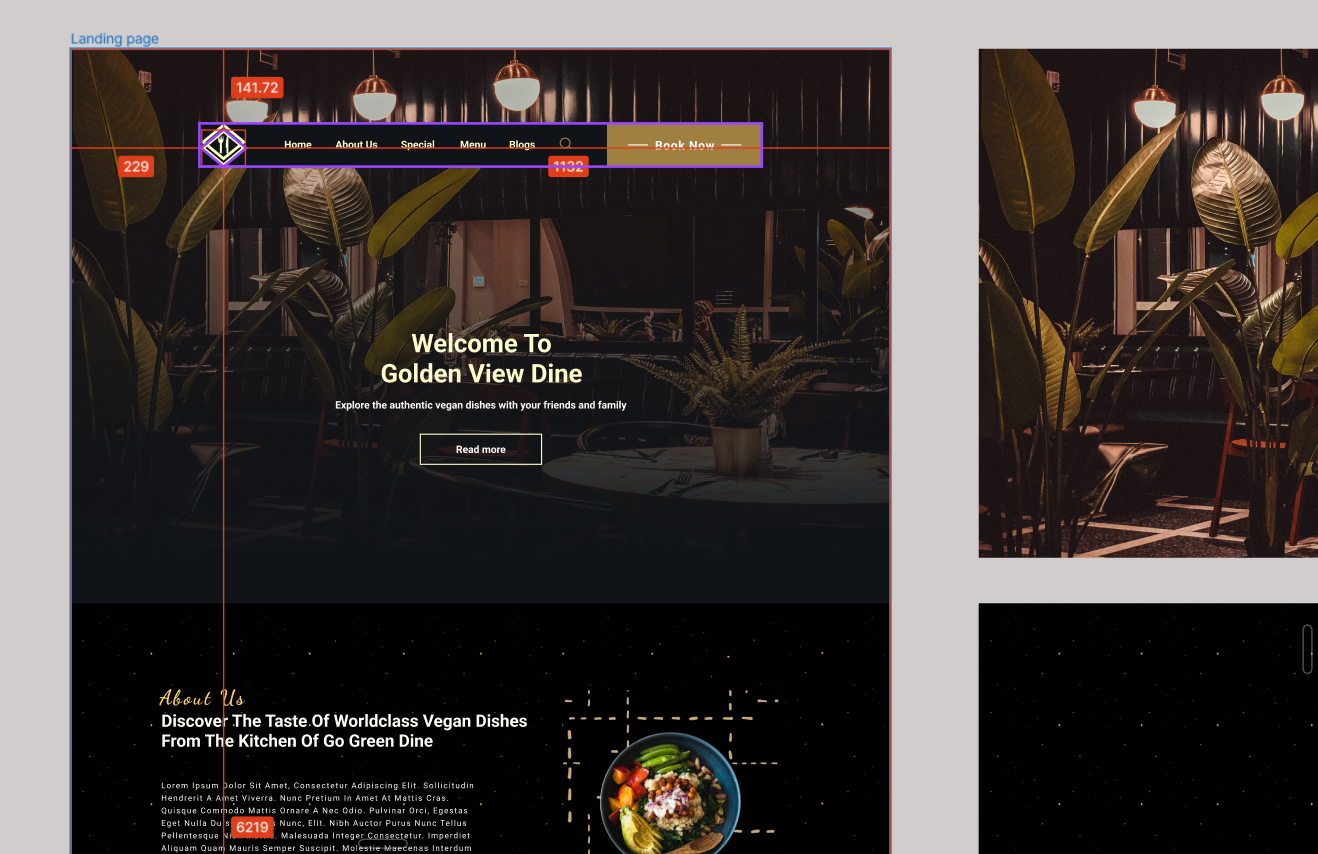 Landing page
141.72
Home About Us Special Menu Blogs Book Now
229
1132
Welcome To
Golden View Dine
Explore the authentic vegan dishes with your friends and family
Read more
About Us
Discover The Taste Of Worldclass Vegan Dishes
From The Kitchen Of Go Green Dine
Lorem Ipsum Dolor Sit Amet, Consectetur Adipiscing Elit. Sollicitudin
Hendrerit A Amet Viverra. Nunc Pretium In Amet At Mattis Cras.
Quisque Commodo Mattis Ornare A Nec Odio. Pulvinar Orci, Egestas
Eget Nulla Nunc, Elit. Nibh Auctor Purus Nunc Tellus
6219
Pellentesque Malesuada Integer Consectetur. Imperdiet
Aliquam Quam Mauris Semper Suscipit. Molestie Maecenas Interdum